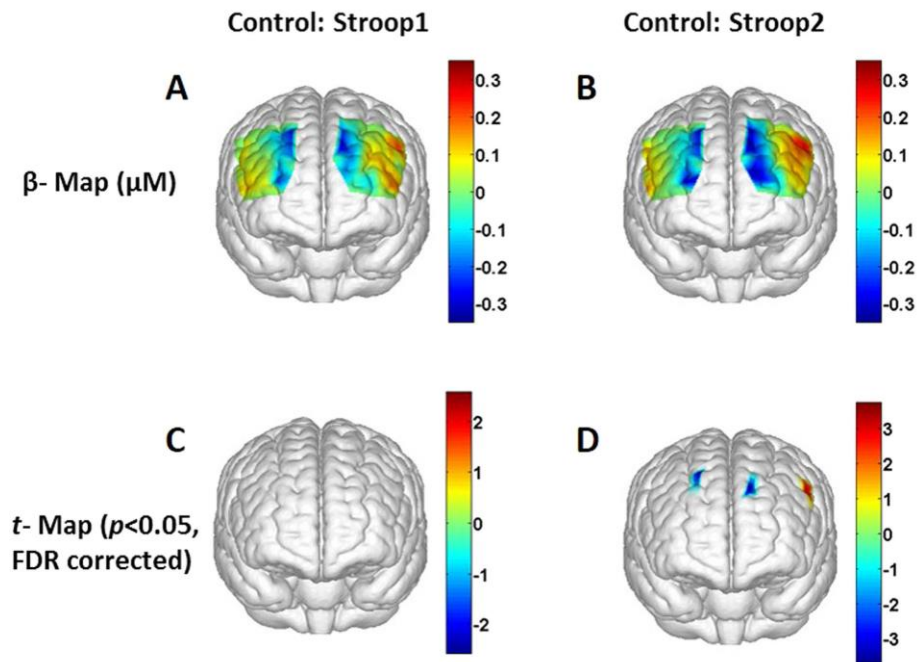 Control: Stroop1
Control: Stroop2
A
0.3
0.2
0.1
0
-0.1
-0.2
-0.3
B
0.3
0.2
0.1
0
-0.1
-0.2
-0.3
β- Map (μM)
C
2
1
0
-1
-2
D
3
2
1
0
-1
-2
-3
t- Map (p<0.05,
FDR corrected)